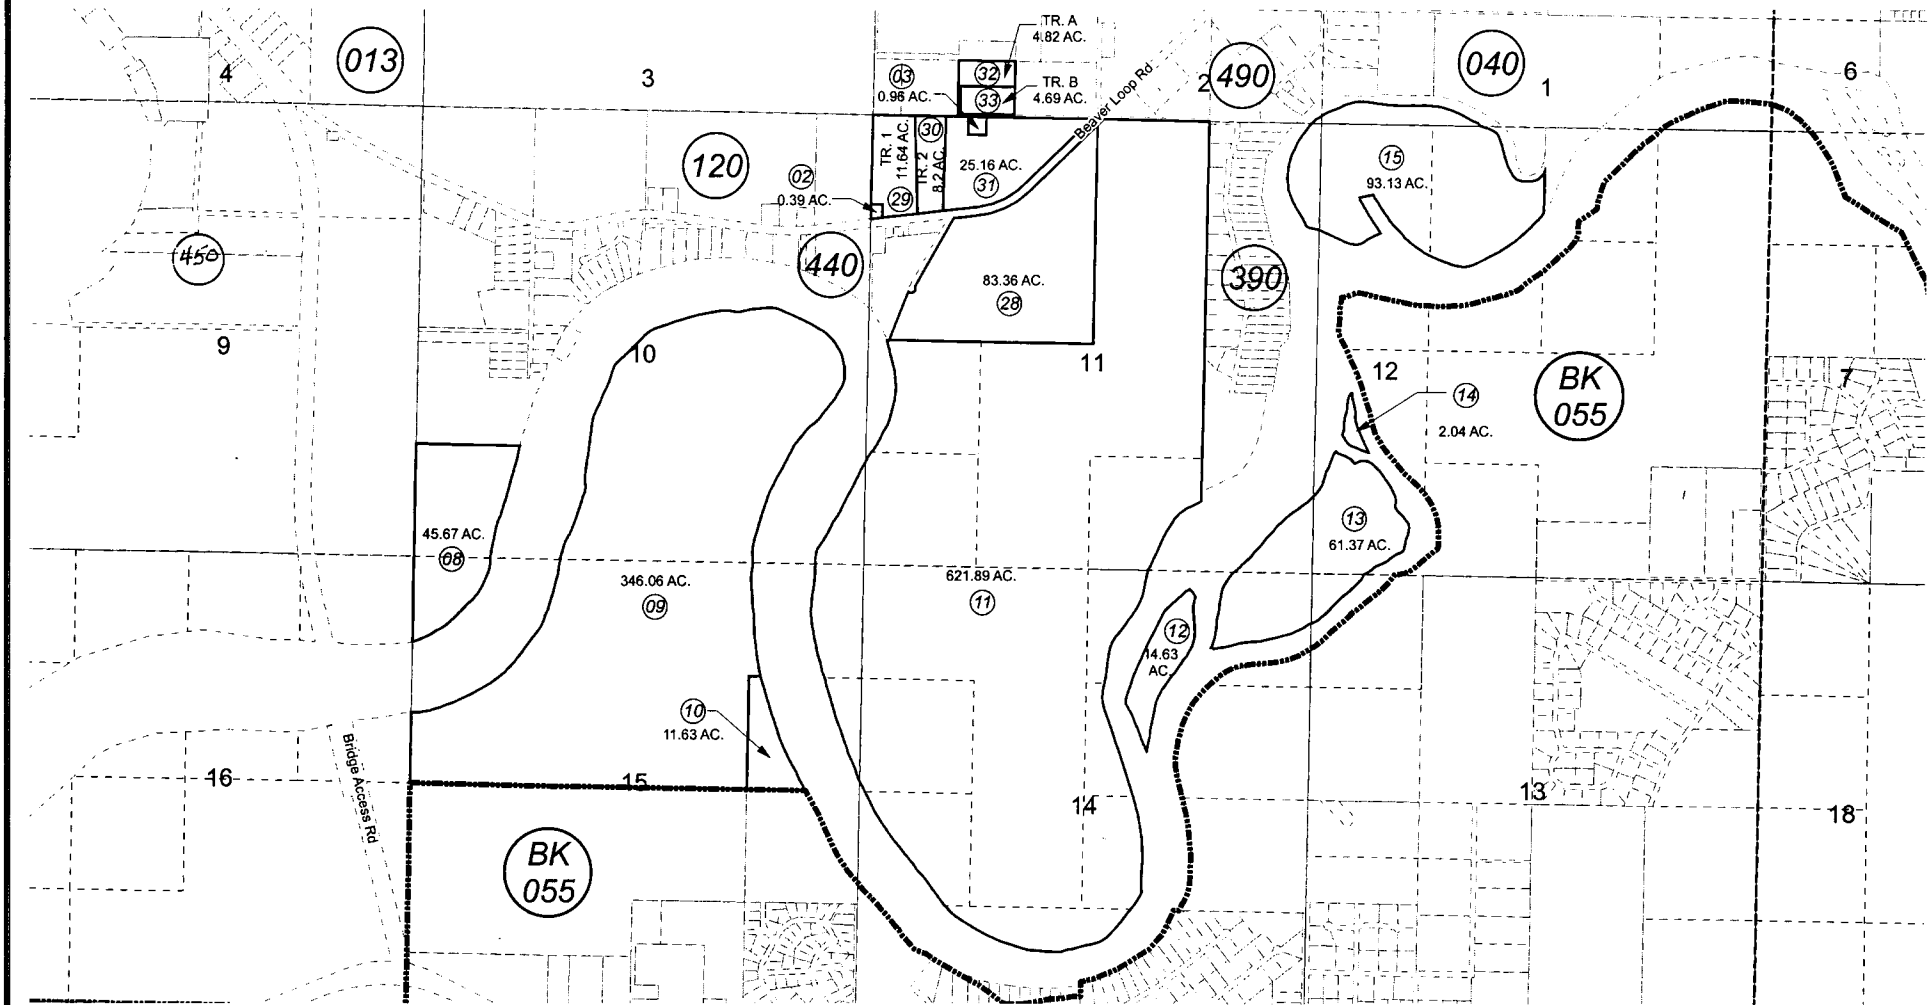 TR. A
4.82 AC.
013
4
3
03
32
490
040
6
2
1
0.96 AC.
33
TR. B
4.69 AC.
Beaver Loop Rd
120
02
0.39 AC.
TR. 1
11.64 AC.
29
30
TR. 2
8.2 AC.
25.16 AC.
31
15
93.13 AC.
450
440
83.36 AC.
28
390
9
10
11
12
7
BK
055
14
2.04 AC.
45.67 AC.
08
13
61.37 AC.
346.06 AC.
09
621.89 AC.
11
12
14.63
AC.
10
11.63 AC.
Bridge Access Rd
16
15
14
13
18
BK
055